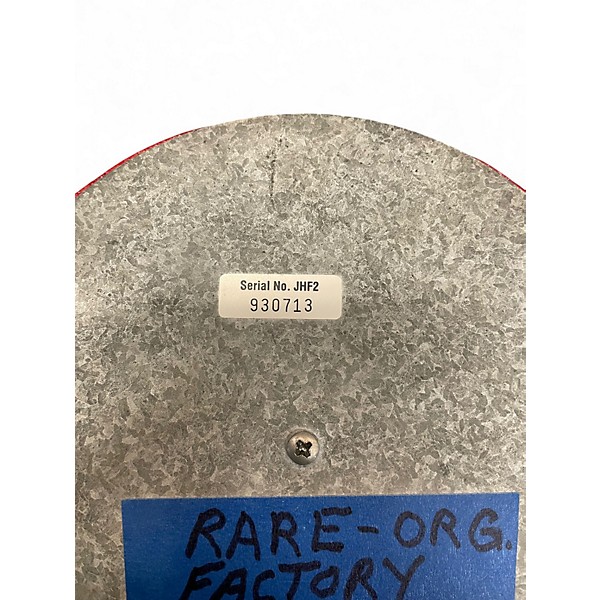 Serial No. JHF2
930713
RARE-ORG.
FACTORY